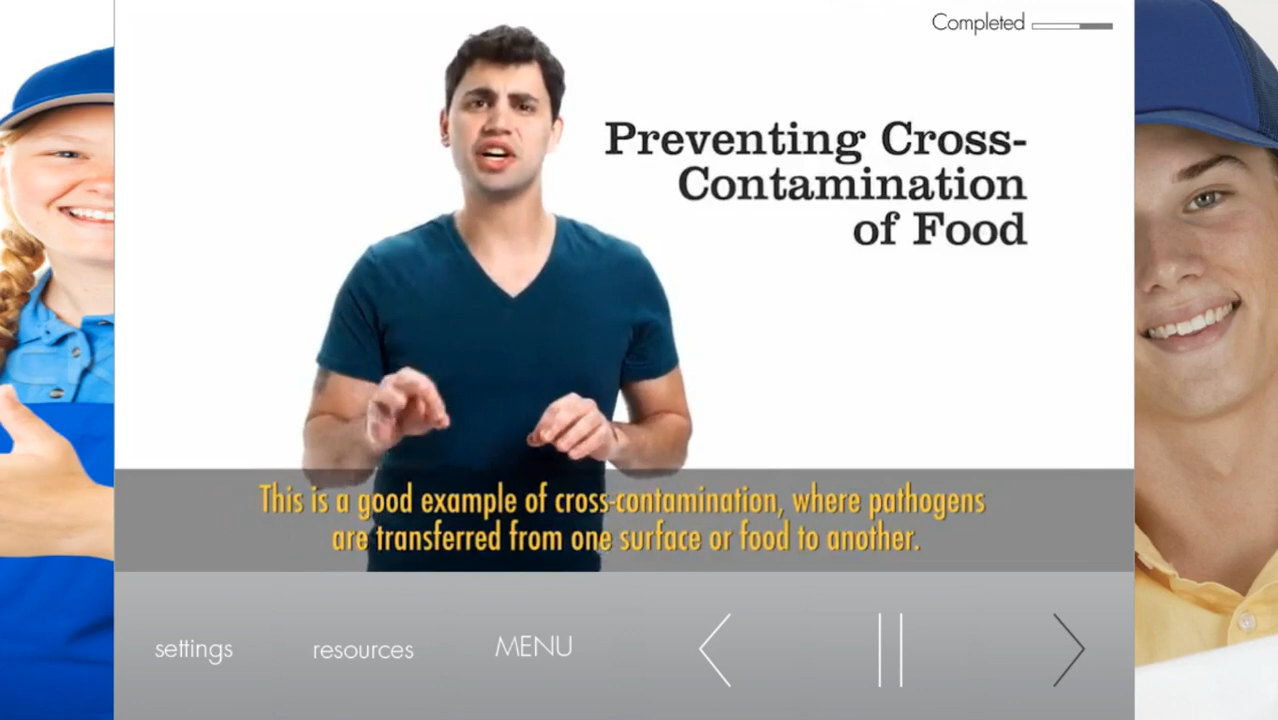 Completed
Preventing Cross-
Contamination
of Food
This is a good example of cross-contamination, where pathogens
are transferred from one surface or food to another.
settings
resources
MENU